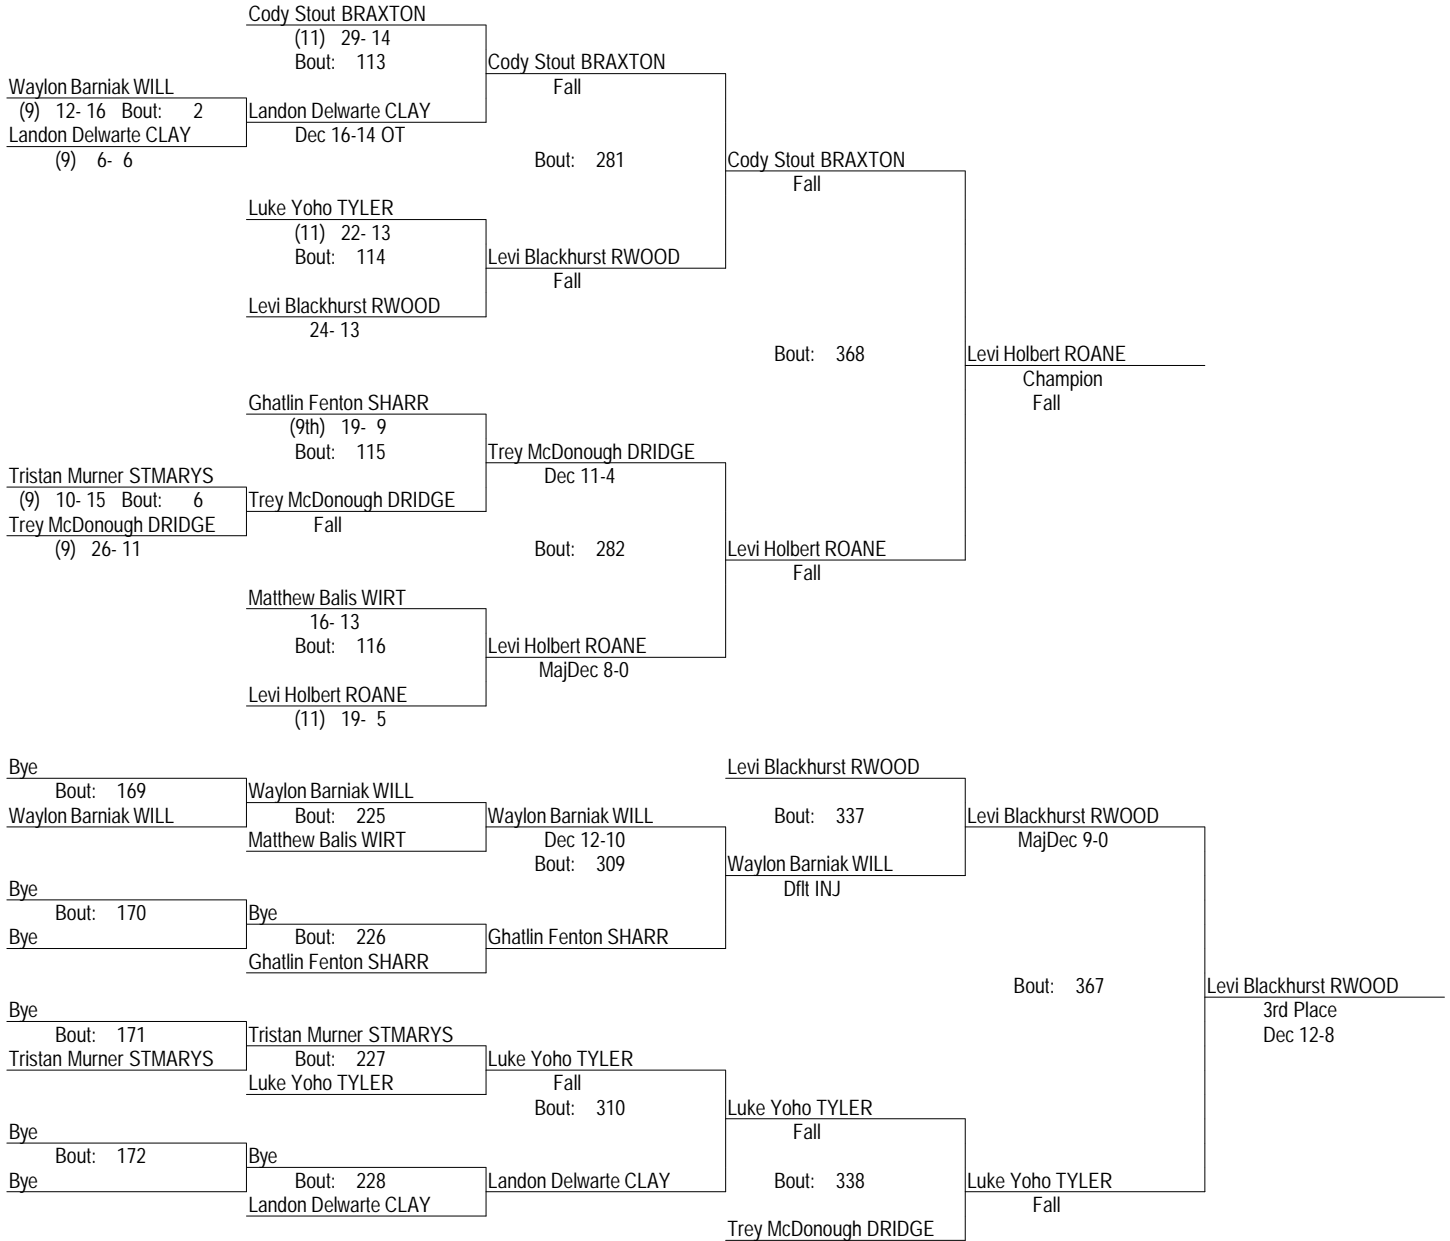 Cody Stout BRAXTON
(11) 29- 14
Bout: 113
Cody Stout BRAXTON
Fall
Waylon Barniak WILL
(9) 12- 16 Bout: 2
Landon Delwarte CLAY
Landon Delwarte CLAY
Dec 16-14 OT
(9) 6- 6
Bout: 281
Cody Stout BRAXTON
Fall
Luke Yoho TYLER
(11) 22- 13
Bout: 114
Levi Blackhurst RWOOD
Fall
Levi Blackhurst RWOOD
24- 13
Bout: 368
Levi Holbert ROANE
Champion
Fall
Ghatlin Fenton SHARR
(9th) 19- 9
Bout: 115
Trey McDonough DRIDGE
Dec 11-4
Tristan Murner STMARYS
(9) 10- 15 Bout: 6
Trey McDonough DRIDGE
Trey McDonough DRIDGE
Fall
(9) 26- 11
Bout: 282
Levi Holbert ROANE
Fall
Matthew Balis WIRT
16- 13
Bout: 116
Levi Holbert ROANE
MajDec 8-0
Levi Holbert ROANE
(11) 19- 5
Bye
Bout: 169
Waylon Barniak WILL
Waylon Barniak WILL
Bout: 225
Matthew Balis WIRT
Waylon Barniak WILL
Dec 12-10
Bout: 309
Levi Blackhurst RWOOD
Bout: 337
Waylon Barniak WILL
Dflt INJ
Levi Blackhurst RWOOD
MajDec 9-0
Bye
Bout: 170
Bye
Bye
Bout: 226
Ghatlin Fenton SHARR
Ghatlin Fenton SHARR
Bout: 367
Levi Blackhurst RWOOD
3rd Place
Dec 12-8
Bye
Bout: 171
Tristan Murner STMARYS
Tristan Murner STMARYS
Bout: 227
Luke Yoho TYLER
Luke Yoho TYLER
Fall
Bout: 310
Luke Yoho TYLER
Fall
Bye
Bout: 172
Bye
Bye
Bout: 228
Landon Delwarte CLAY
Landon Delwarte CLAY
Bout: 338
Trey McDonough DRIDGE
Luke Yoho TYLER
Fall